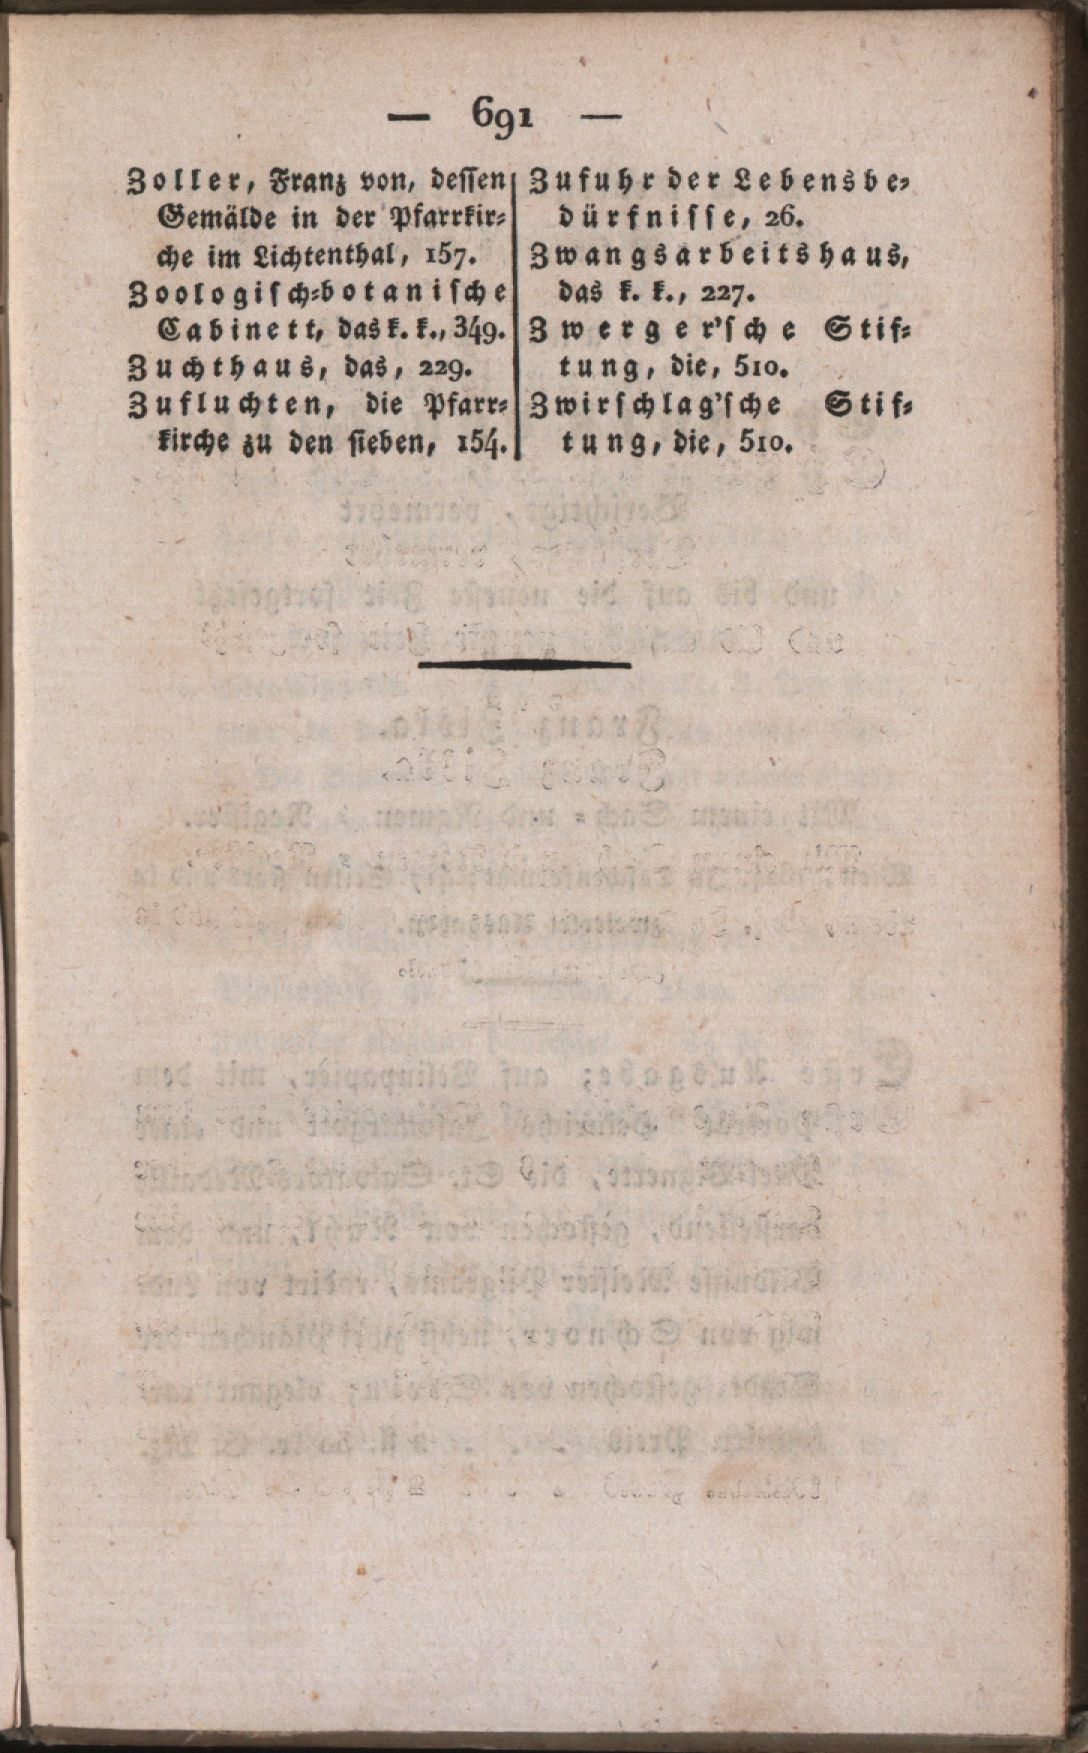 — 691 —
Zoller, Franz von, dessen
Gemälde in der Pfarrkir-
che im Lichtenthal, 157.
Zoologisch-botanische
Cabinett, das k. k., 349.
Zuchthaus, das, 229.
Zufluchten, die Pfarr-
kirche zu den sieben, 154.
Zufuhr der Lebensbe-
dürfnisse, 26.
Zwangsarbeitshaus,
das k. k., 227.
Zwerger'sche Stif-
tung, die, 510.
Zwirschlag'sche Stif-
tung, die, 510.